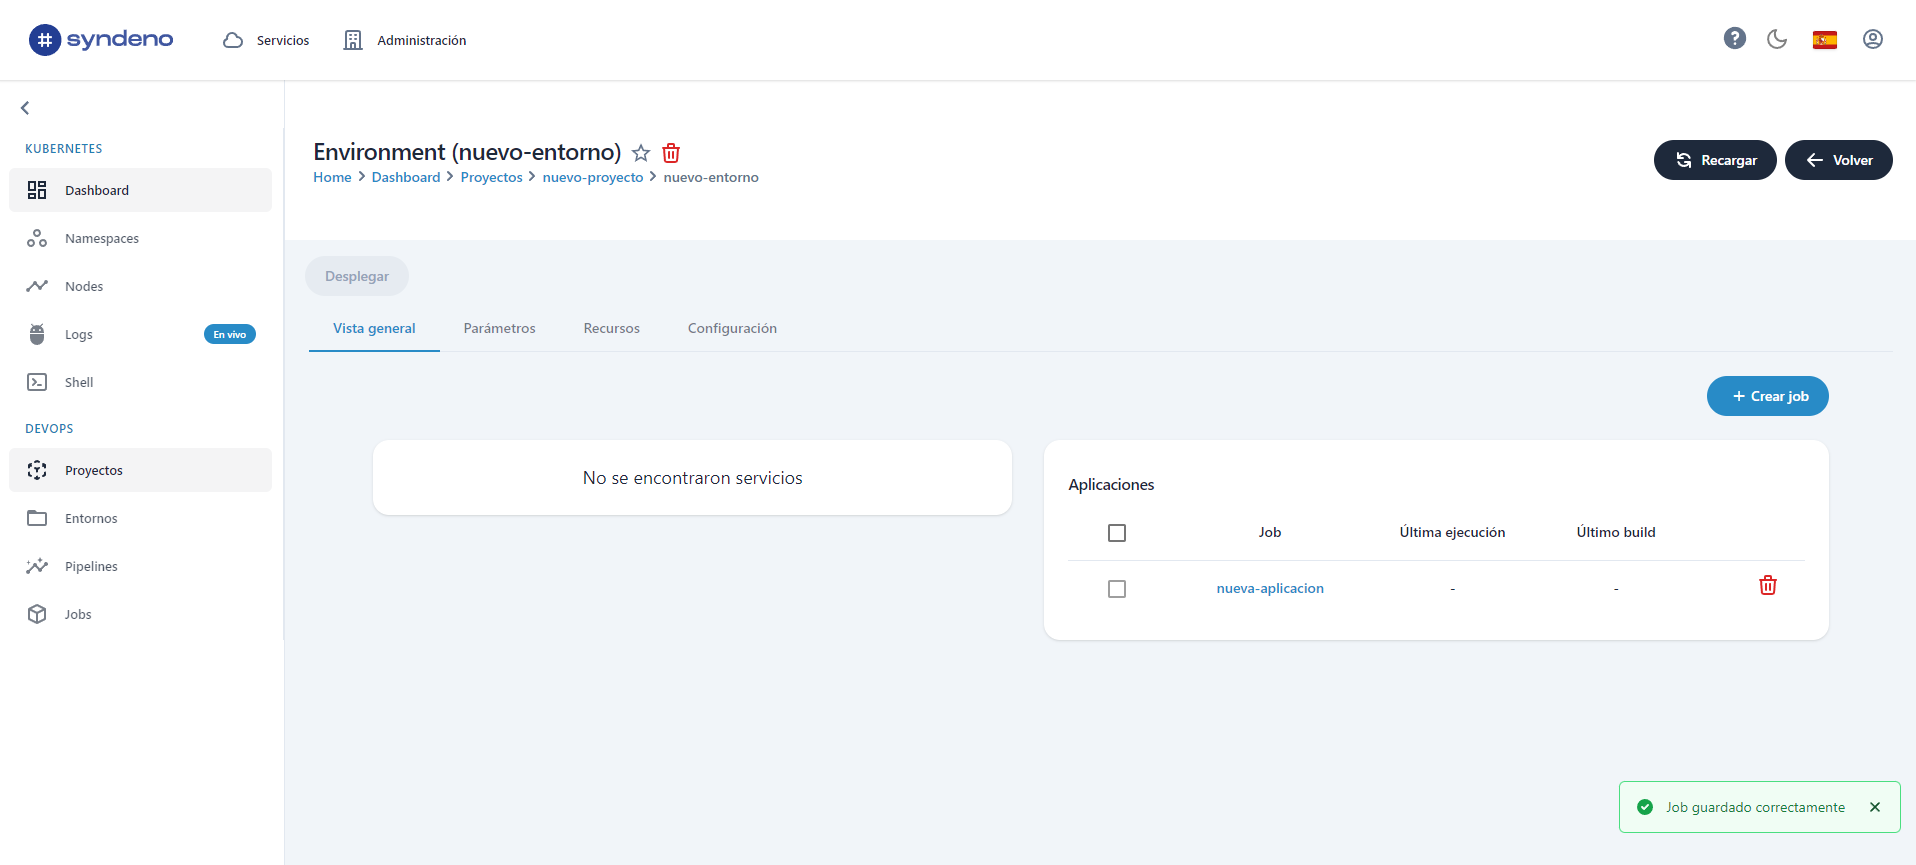 # syndeno
Servicios
Administración
?
KUBERNETES
Dashboard
Namespaces
Nodes
Logs
En vivo
Shell
DEVOPS
Proyectos
Entornos
Pipelines
Jobs
Environment (nuevo-entorno)
Home > Dashboard > Proyectos > nuevo-proyecto > nuevo-entorno
Recargar
Volver
Desplegar
Vista general
Parámetros
Recursos
Configuración
+ Crear job
No se encontraron servicios
Aplicaciones
Job Última ejecución Último build
nueva-aplicacion - -
Job guardado correctamente